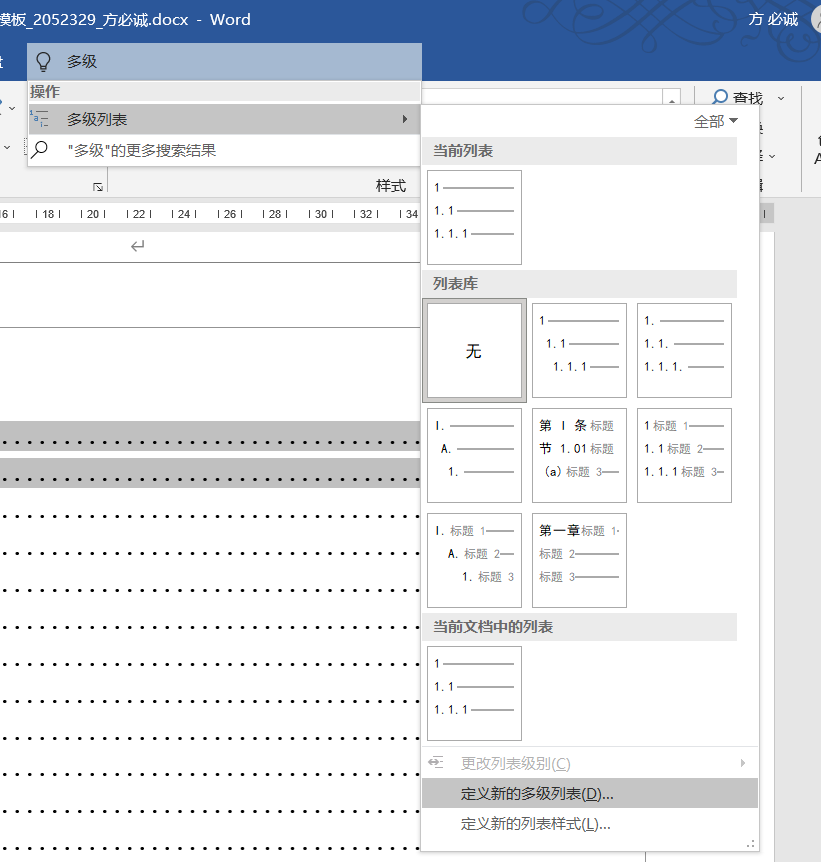 模板_2052329_方必诚.docx - Word 方 必诚
多级
操作
多级列表
"多级"的更多搜索结果
查找
样式
全部
18 20 22 24 26 28 30 32 34
当前列表
1
1.1
1.1.1
列表库
无
1
1.1
1.1.1
1.
1.1.
1.1.1.
I.
A.
1.
第 I 条标题
节 1.01标题
(a)标题 3
1标题 1
1.1标题 2
1.1.1标题 3
I. 标题 1
A. 标题 2
1. 标题 3
第一章标题 1
标题 2
标题 3
当前文档中的列表
1
1.1
1.1.1
更改列表级别(C)
定义新的多级列表(D)...
定义新的列表样式(L)...